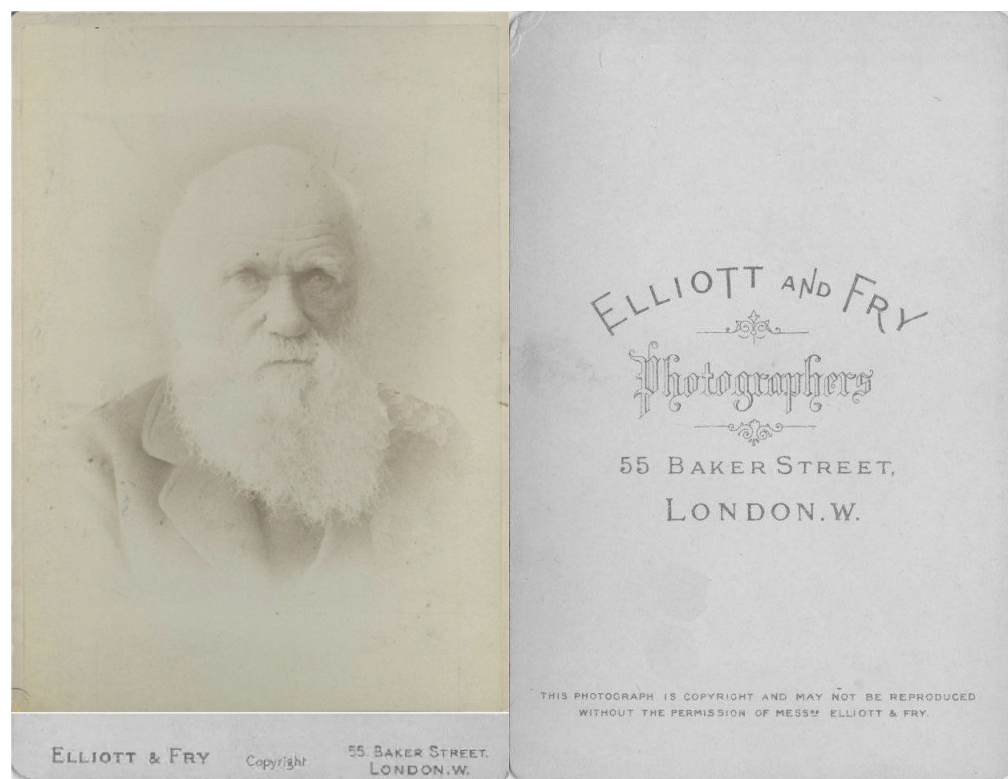 ELLIOTT & FRY
Copyright
55. BAKER STREET.
LONDON.W.
ELLIOTT AND FRY
Photographers
55 BAKER STREET,
LONDON.W.
THIS PHOTOGRAPH IS COPYRIGHT AND MAY NOT BE REPRODUCED
WITHOUT THE PERMISSION OF MESSRS ELLIOTT & FRY.